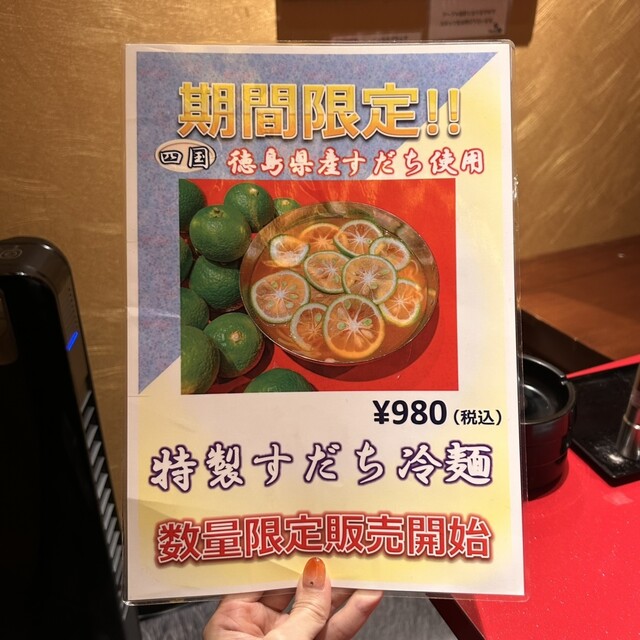 期間限定!!
四国 徳島県産すだち使用
¥980(税込)
特製すだち冷麺
数量限定販売開始